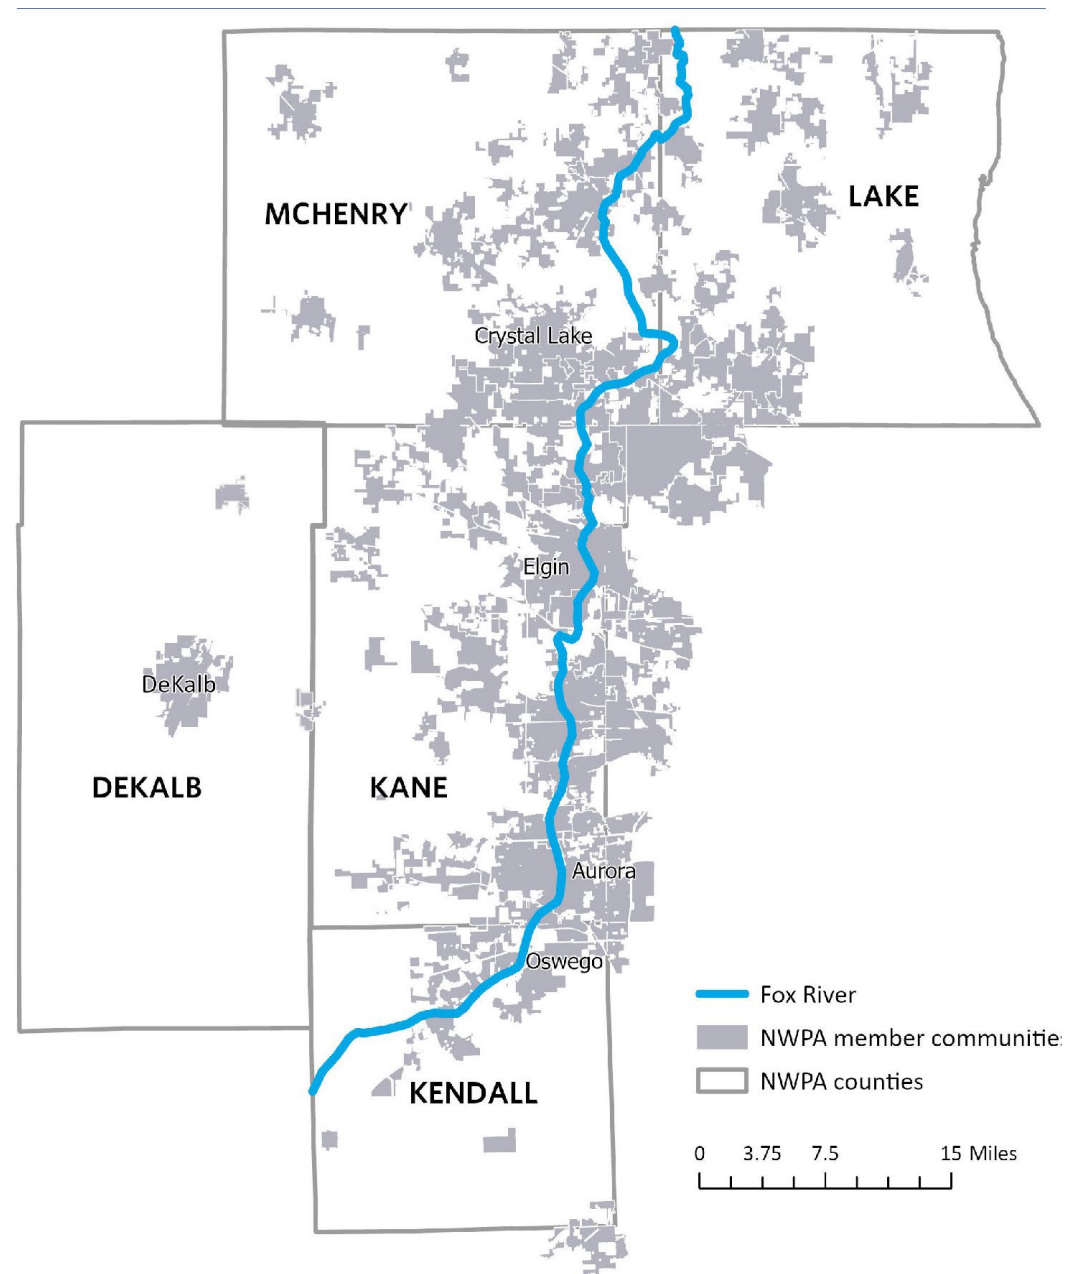 MCHENRY
LAKE
Crystal Lake
Elgin
DeKalb
DEKALB
KANE
Aurora
Oswego
Fox River
NWPA member communitie
KENDALL
NWPA counties
0 3.75 7.5 15 Miles